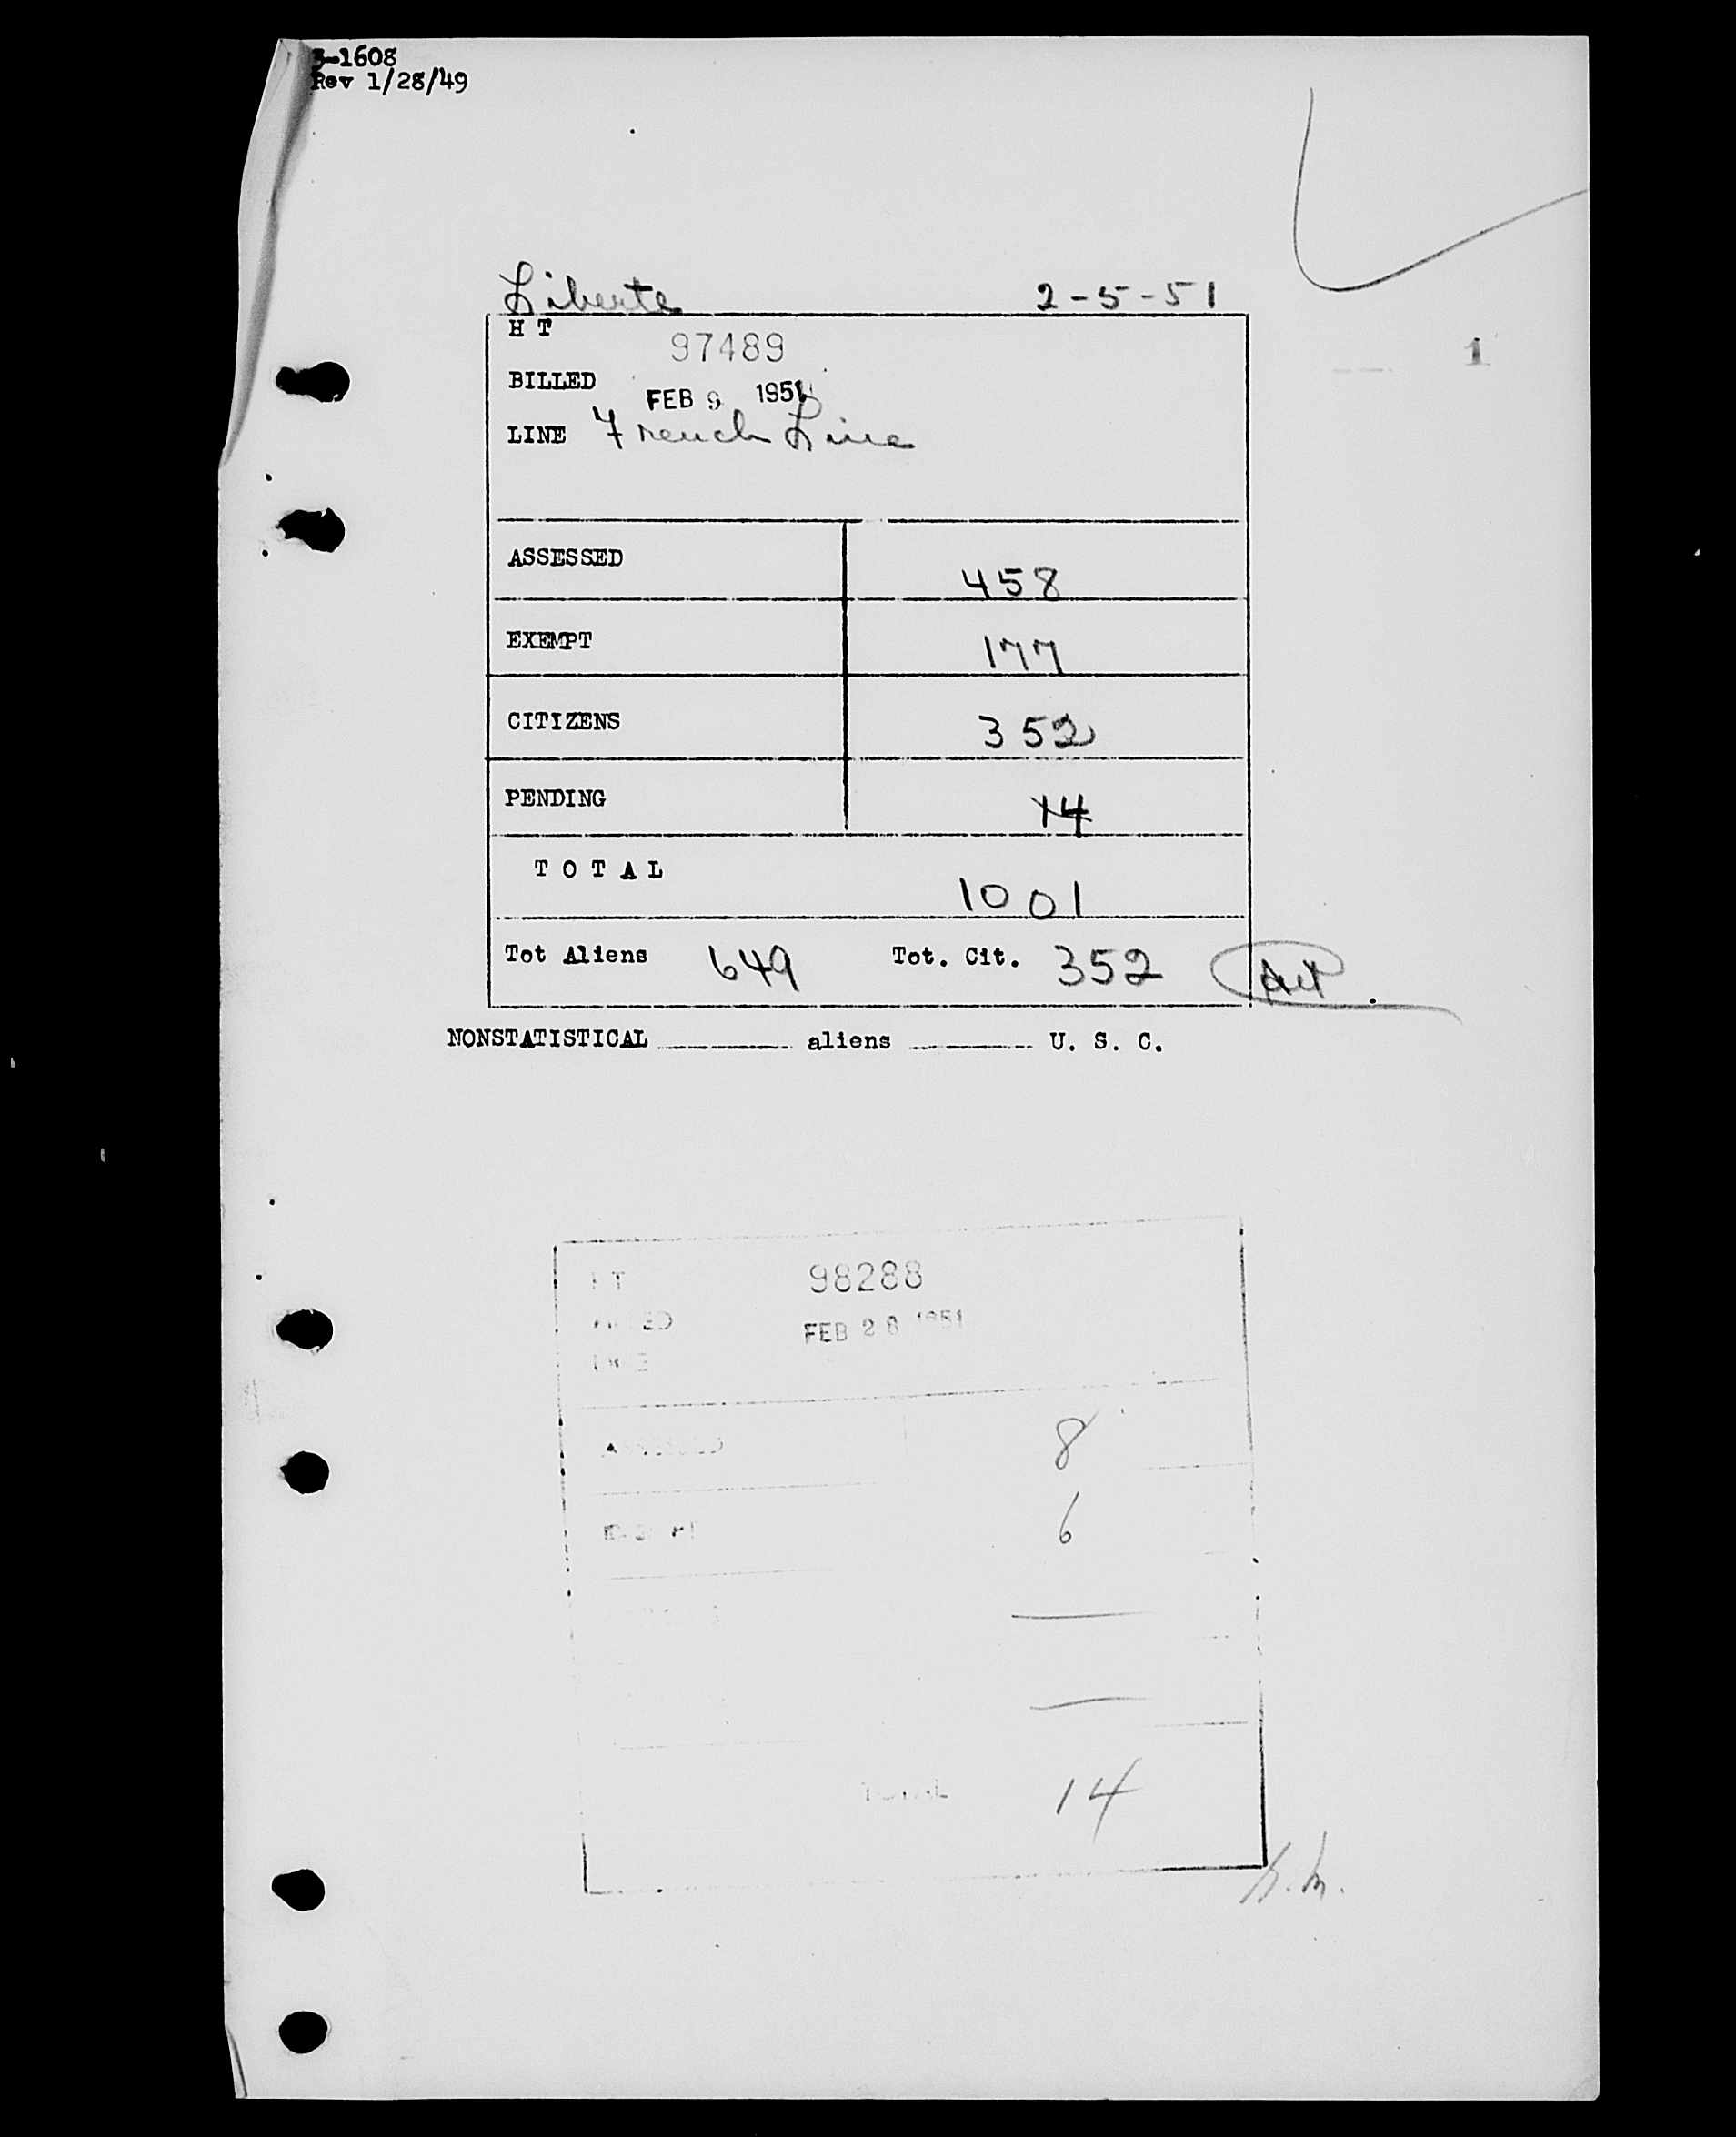 3-1608
Rev 1/28/49
Liberte 2-5-51
H T 97489
1
BILLED FEB 9 1951
LINE French Line
ASSESSED 458
EXEMPT 177
CITIZENS 352
PENDING 14
T O T A L 1001
Tot Aliens 649 Tot. Cit. 352
NONSTATISTICAL aliens U. S. C.
98288
FEB 28 1951
8
6
TOTAL 14